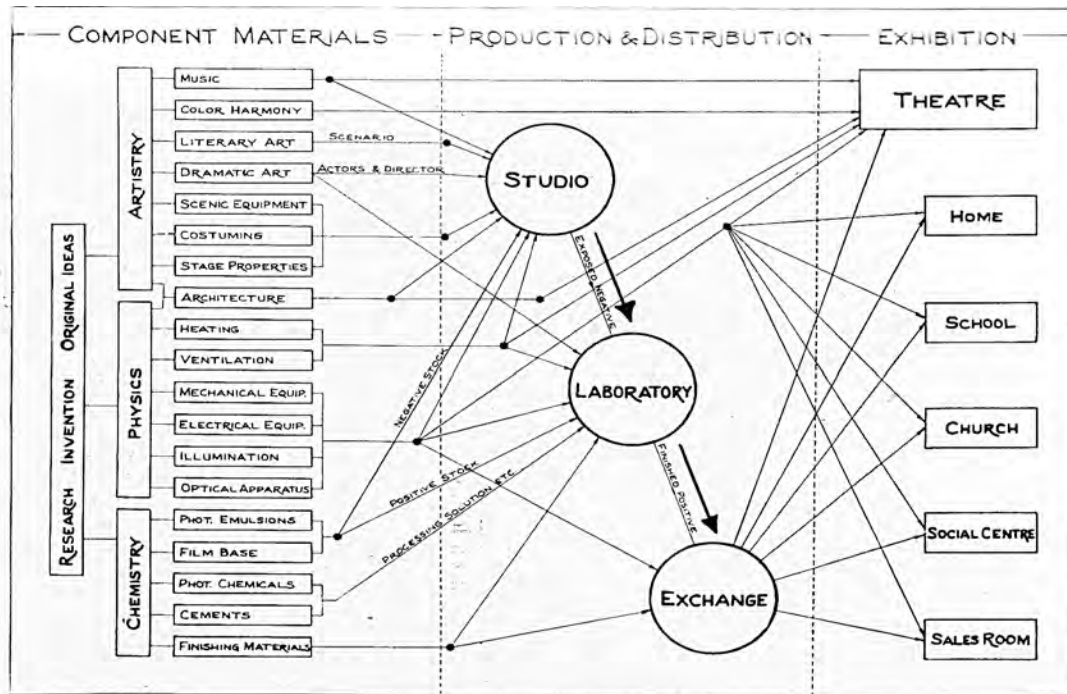 COMPONENT MATERIALS
PRODUCTION & DISTRIBUTION
EXHIBITION
RESEARCH INVENTION ORIGINAL IDEAS
ARTISTRY
PHYSICS
CHEMISTRY
MUSIC
COLOR HARMONY
LITERARY ART
DRAMATIC ART
SCENIC EQUIPMENT
COSTUMING
STAGE PROPERTIES
ARCHITECTURE
HEATING
VENTILATION
MECHANICAL EQUIP.
ELECTRICAL EQUIP.
ILLUMINATION
OPTICAL APPARATUS
PHOT. EMULSIONS
FILM BASE
PHOT. CHEMICALS
CEMENTS
FINISHING MATERIALS
SCENARIO
ACTORS & DIRECTOR
NEGATIVE STOCK
POSITIVE STOCK
PROCESSING SOLUTION ETC
STUDIO
EXPOSED NEGATIVE
LABORATORY
FINISHED POSITIVE
EXCHANGE
THEATRE
HOME
SCHOOL
CHURCH
SOCIAL CENTRE
SALES ROOM